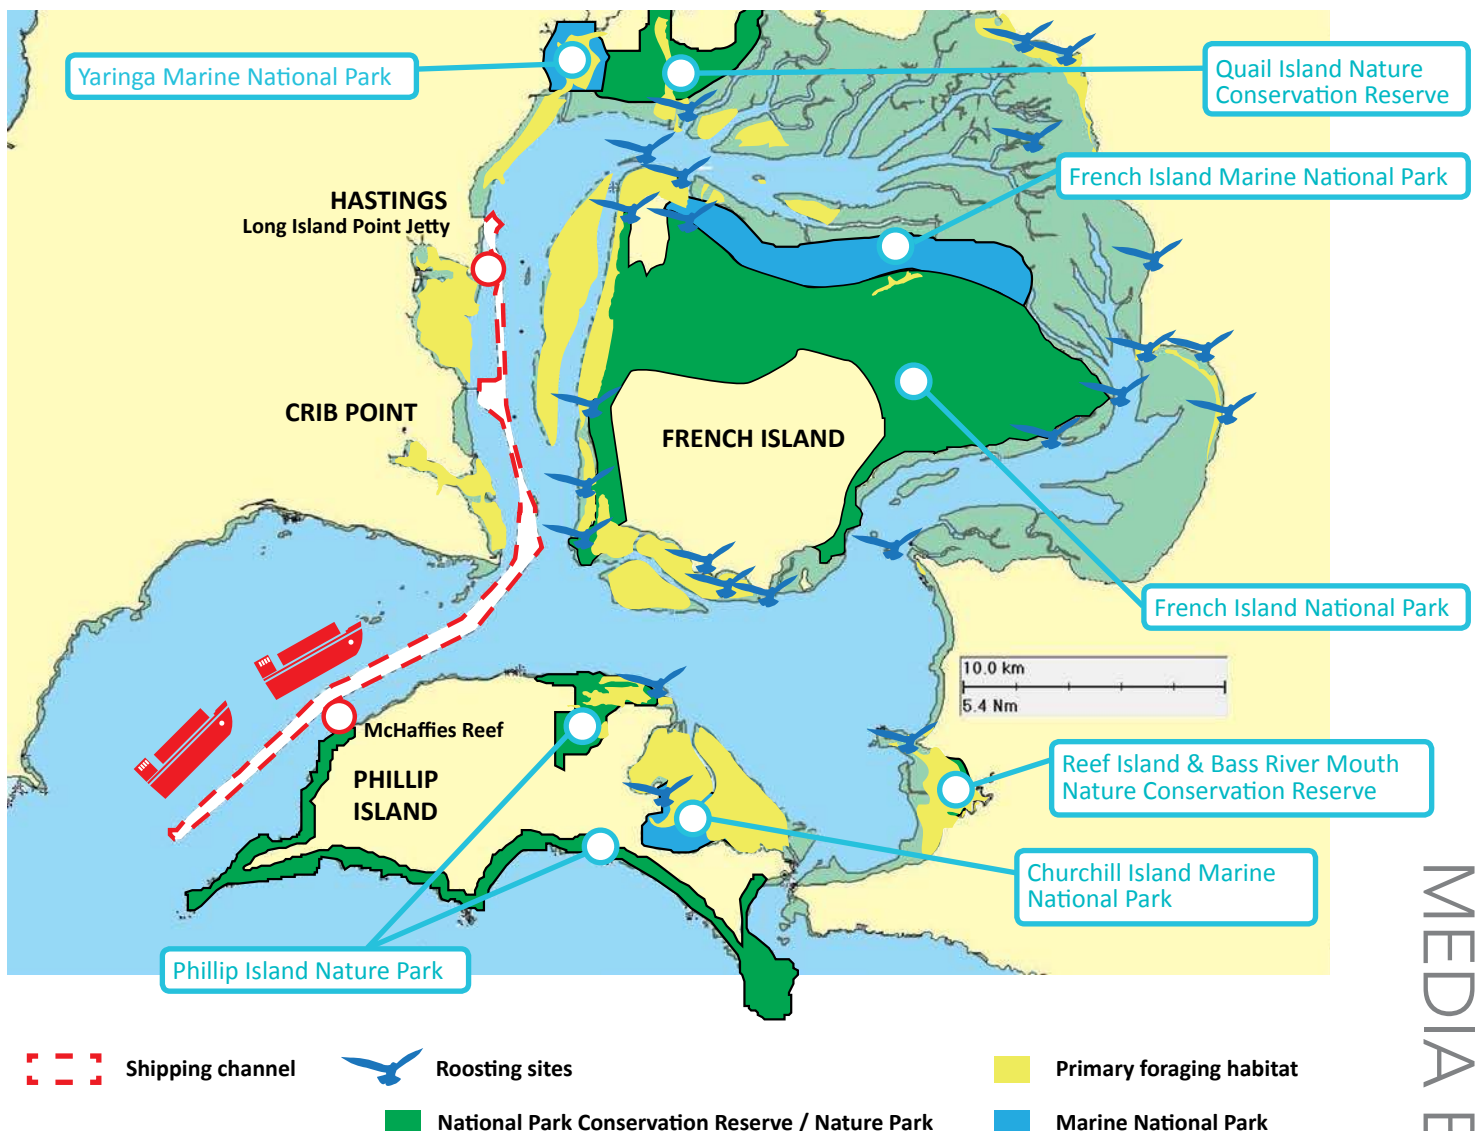 Yaringa Marine National Park
Quail Island Nature
Conservation Reserve
French Island Marine National Park
HASTINGS
Long Island Point Jetty
CRIB POINT
FRENCH ISLAND
French Island National Park
10.0 km
5.4 Nm
McHaffies Reef
PHILLIP
ISLAND
Reef Island & Bass River Mouth
Nature Conservation Reserve
Churchill Island Marine
National Park
Phillip Island Nature Park
MEDIA
Shipping channel
Roosting sites
Primary foraging habitat
National Park Conservation Reserve / Nature Park
Marine National Park